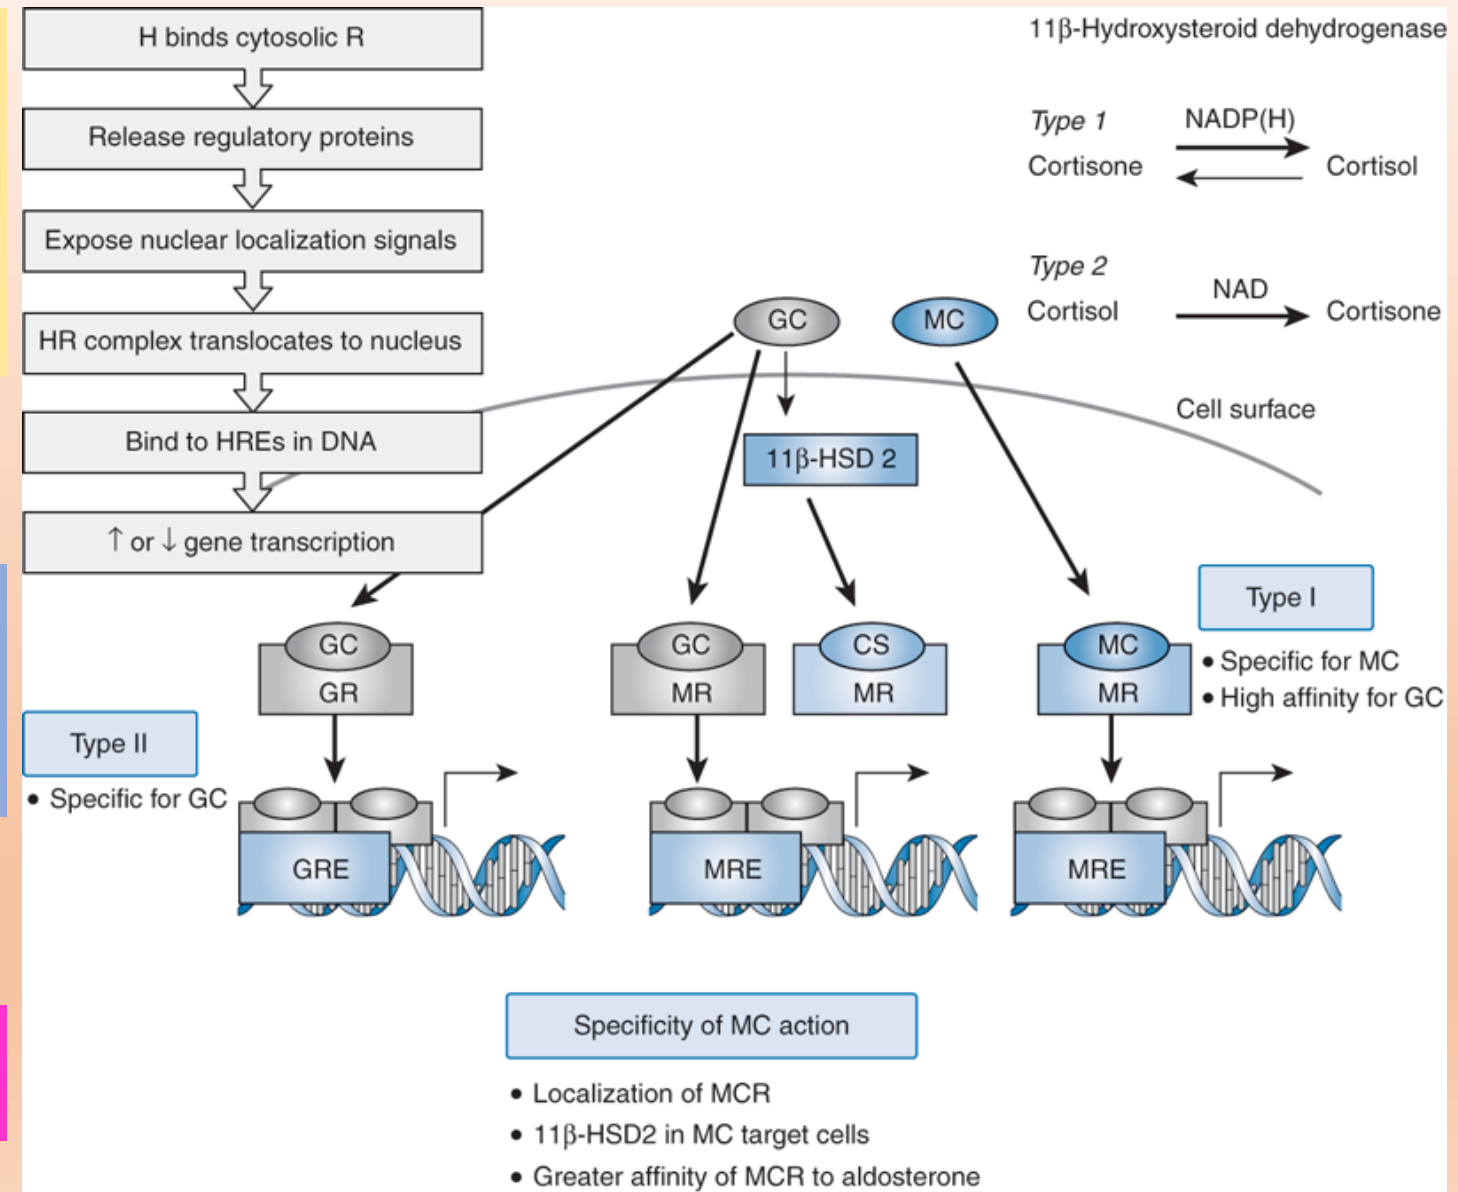 H binds cytosolic R
Release regulatory proteins
Expose nuclear localization signals
HR complex translocates to nucleus
Bind to HREs in DNA
↑ or ↓ gene transcription
11β-Hydroxysteroid dehydrogenase
Type 1
NADP(H)
Cortisone
Cortisol
Type 2
NAD
Cortisol
Cortisone
GC
MC
Cell surface
11β-HSD 2
Type I
• Specific for MC
• High affinity for GC
GC
GR
GC
MR
CS
MR
MC
MR
Type II
• Specific for GC
GRE
MRE
MRE
Specificity of MC action
• Localization of MCR
• 11β-HSD2 in MC target cells
• Greater affinity of MCR to aldosterone